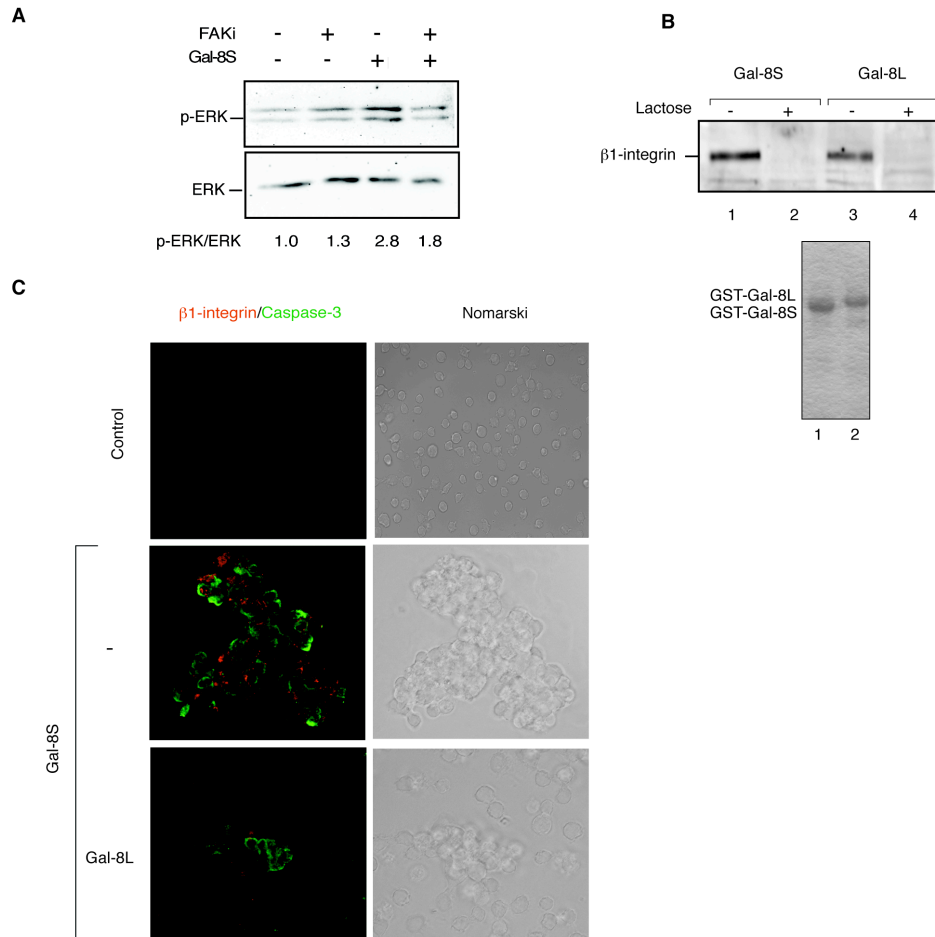 A
FAKi - + - +
Gal-8S - - + +
p-ERK
ERK
p-ERK/ERK 1.0 1.3 2.8 1.8
B
Gal-8S Gal-8L
Lactose - + - +
β1-integrin
1 2 3 4
GST-Gal-8L
GST-Gal-8S
1 2
C
β1-integrin/Caspase-3 Nomarski
Control
Gal-8S
-
Gal-8L